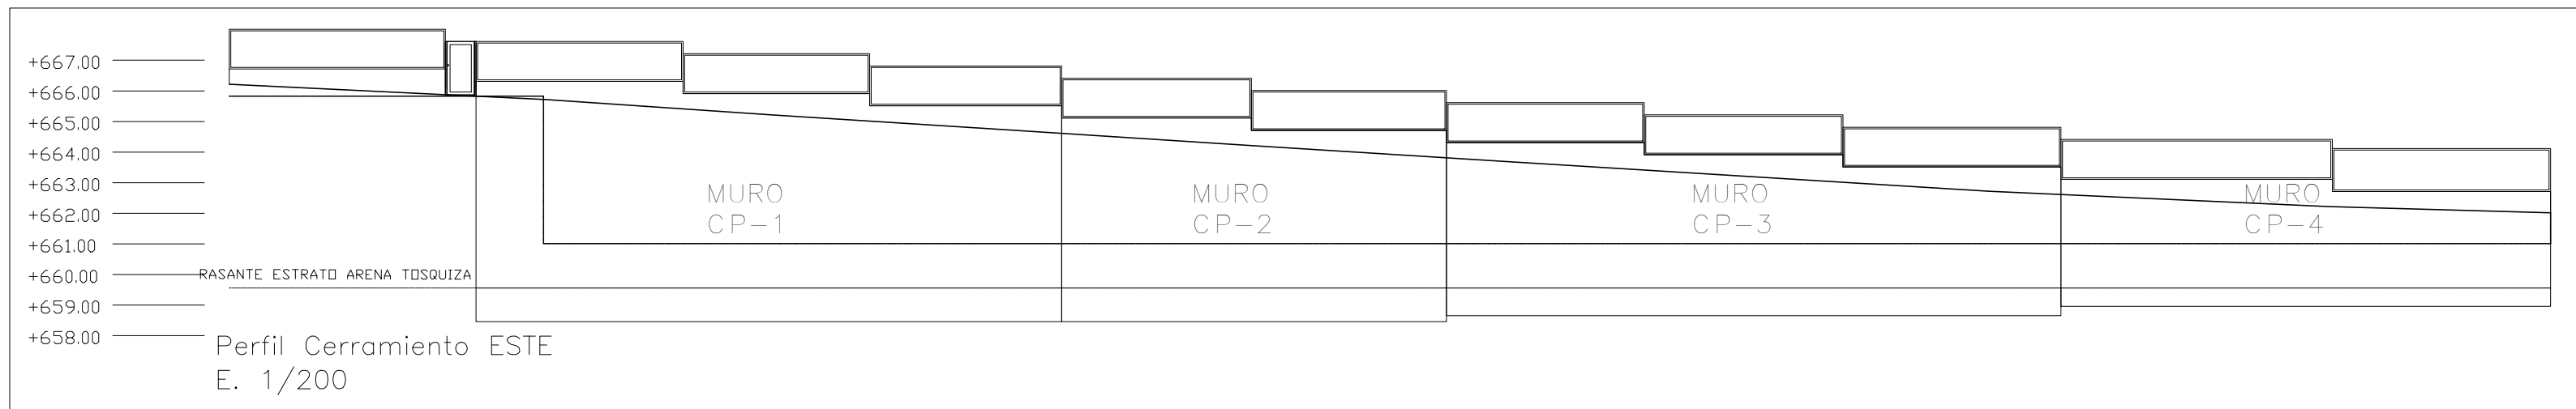 +667.00
+666.00
+665.00
+664.00
+663.00
+662.00
+661.00
+660.00
+659.00
+658.00
MURO
CP-1
MURO
CP-2
MURO
CP-3
MURO
CP-4
RASANTE ESTRATO ARENA TOSQUIZA
Perfil Cerramiento ESTE
E. 1/200